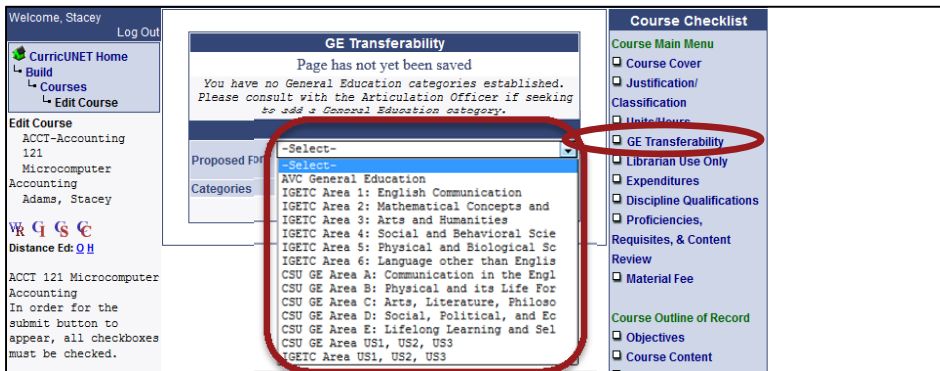 Welcome, Stacey
Log Out
CurricUNET Home
Build
Courses
Edit Course
Edit Course
ACCT-Accounting
121
Microcomputer
Accounting
Adams, Stacey
WR CI CS CC
Distance Ed: O H
ACCT 121 Microcomputer
Accounting
In order for the
submit button to
appear, all checkboxes
must be checked.
GE Transferability
Page has not yet been saved
You have no General Education categories established.
Please consult with the Articulation Officer if seeking
to add a General Education category.
Proposed For
Categories
-Select-
-Select-
AVC General Education
IGETC Area 1: English Communication
IGETC Area 2: Mathematical Concepts and
IGETC Area 3: Arts and Humanities
IGETC Area 4: Social and Behavioral Scie
IGETC Area 5: Physical and Biological Sc
IGETC Area 6: Language other than Englis
CSU GE Area A: Communication in the Engl
CSU GE Area B: Physical and its Life For
CSU GE Area C: Arts, Literature, Philoso
CSU GE Area D: Social, Political, and Ec
CSU GE Area E: Lifelong Learning and Sel
CSU GE Area US1, US2, US3
IGETC Area US1, US2, US3
Course Checklist
Course Main Menu
Course Cover
Justification/
Classification
Units/Hours
GE Transferability
Librarian Use Only
Expenditures
Discipline Qualifications
Proficiencies,
Requisites, & Content
Review
Material Fee
Course Outline of Record
Objectives
Course Content